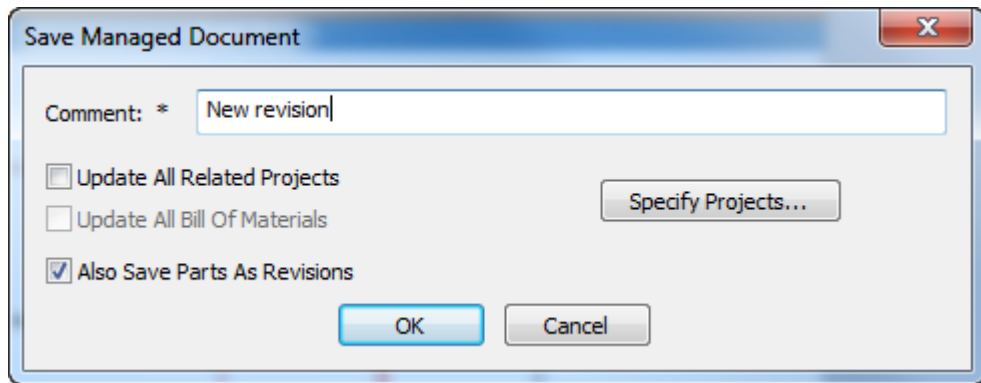 Save Managed Document
Comment: * New revision
Update All Related Projects
Specify Projects...
Update All Bill Of Materials
Also Save Parts As Revisions
OK Cancel